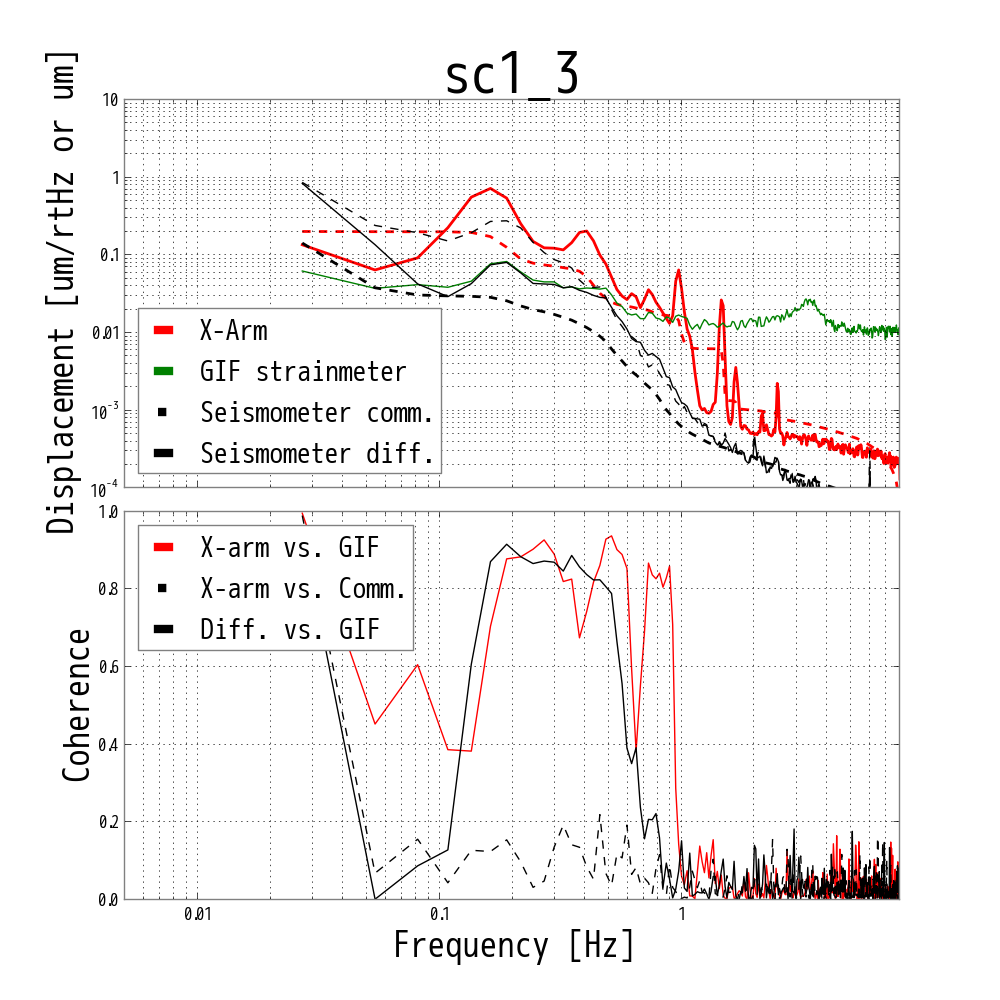 sc1_3
Displacement [um/rtHz or um]
10
1
0.1
0.01
10^-3
10^-4
X-Arm
GIF strainmeter
Seismometer comm.
Seismometer diff.
Coherence
1.0
0.8
0.6
0.4
0.2
0.0
X-arm vs. GIF
X-arm vs. Comm.
Diff. vs. GIF
0.01 0.1 1
Frequency [Hz]